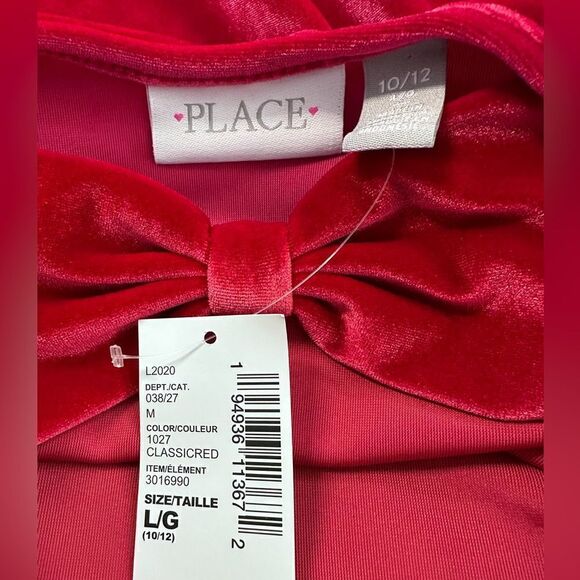 ♥PLACE♥
10/12
L2020
DEPT./CAT.
038/27
M
COLOR/COULEUR
1027
CLASSICRED
ITEM/ÉLÉMENT
3016990
SIZE/TAILLE
L/G
(10/12)
1 94936 11367 2